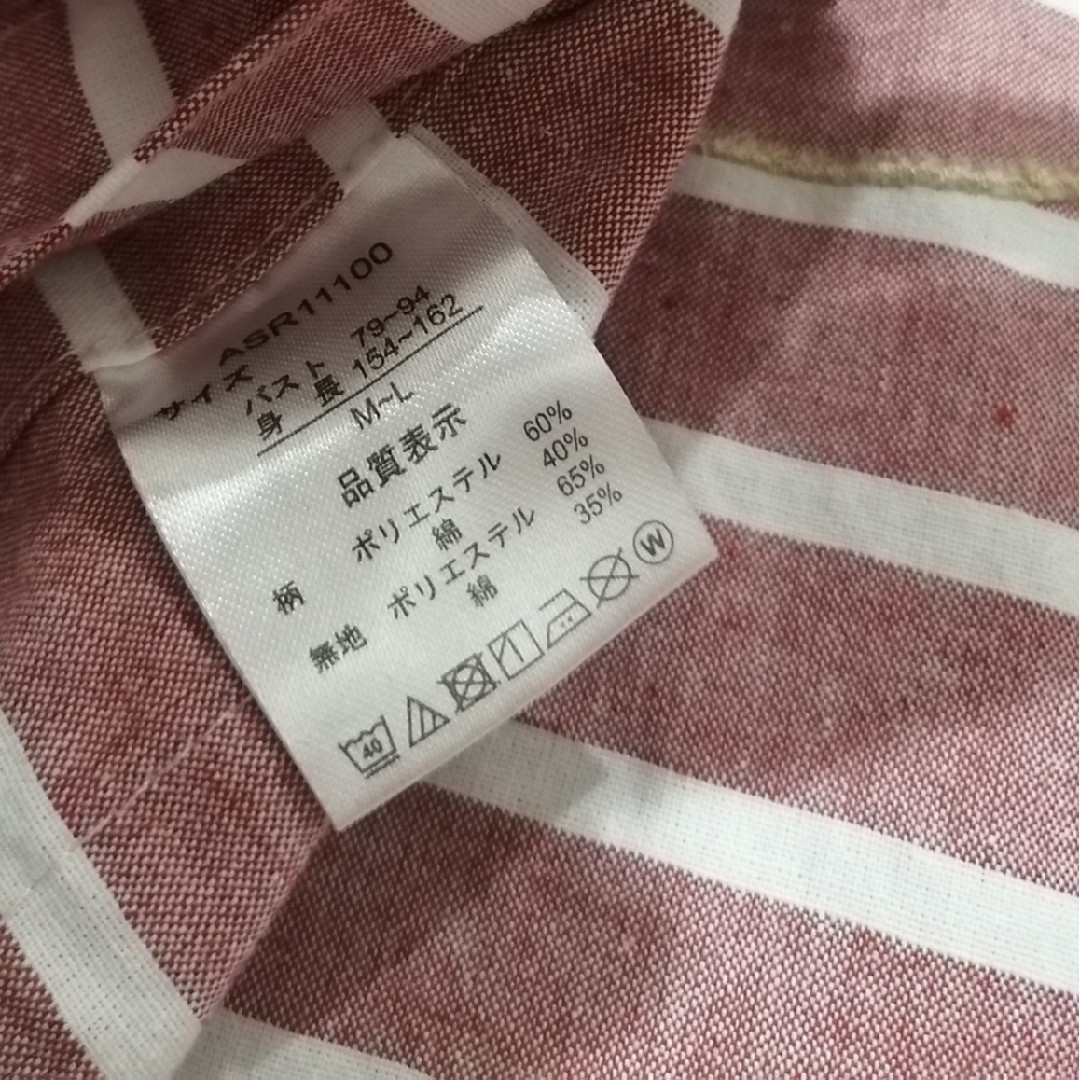 ASR11100
サイズ
バスト 79~94
身 長 154~162
M~L
品質表示
柄 ポリエステル 60%
綿 40%
無地 ポリエステル 65%
綿 35%
40
W